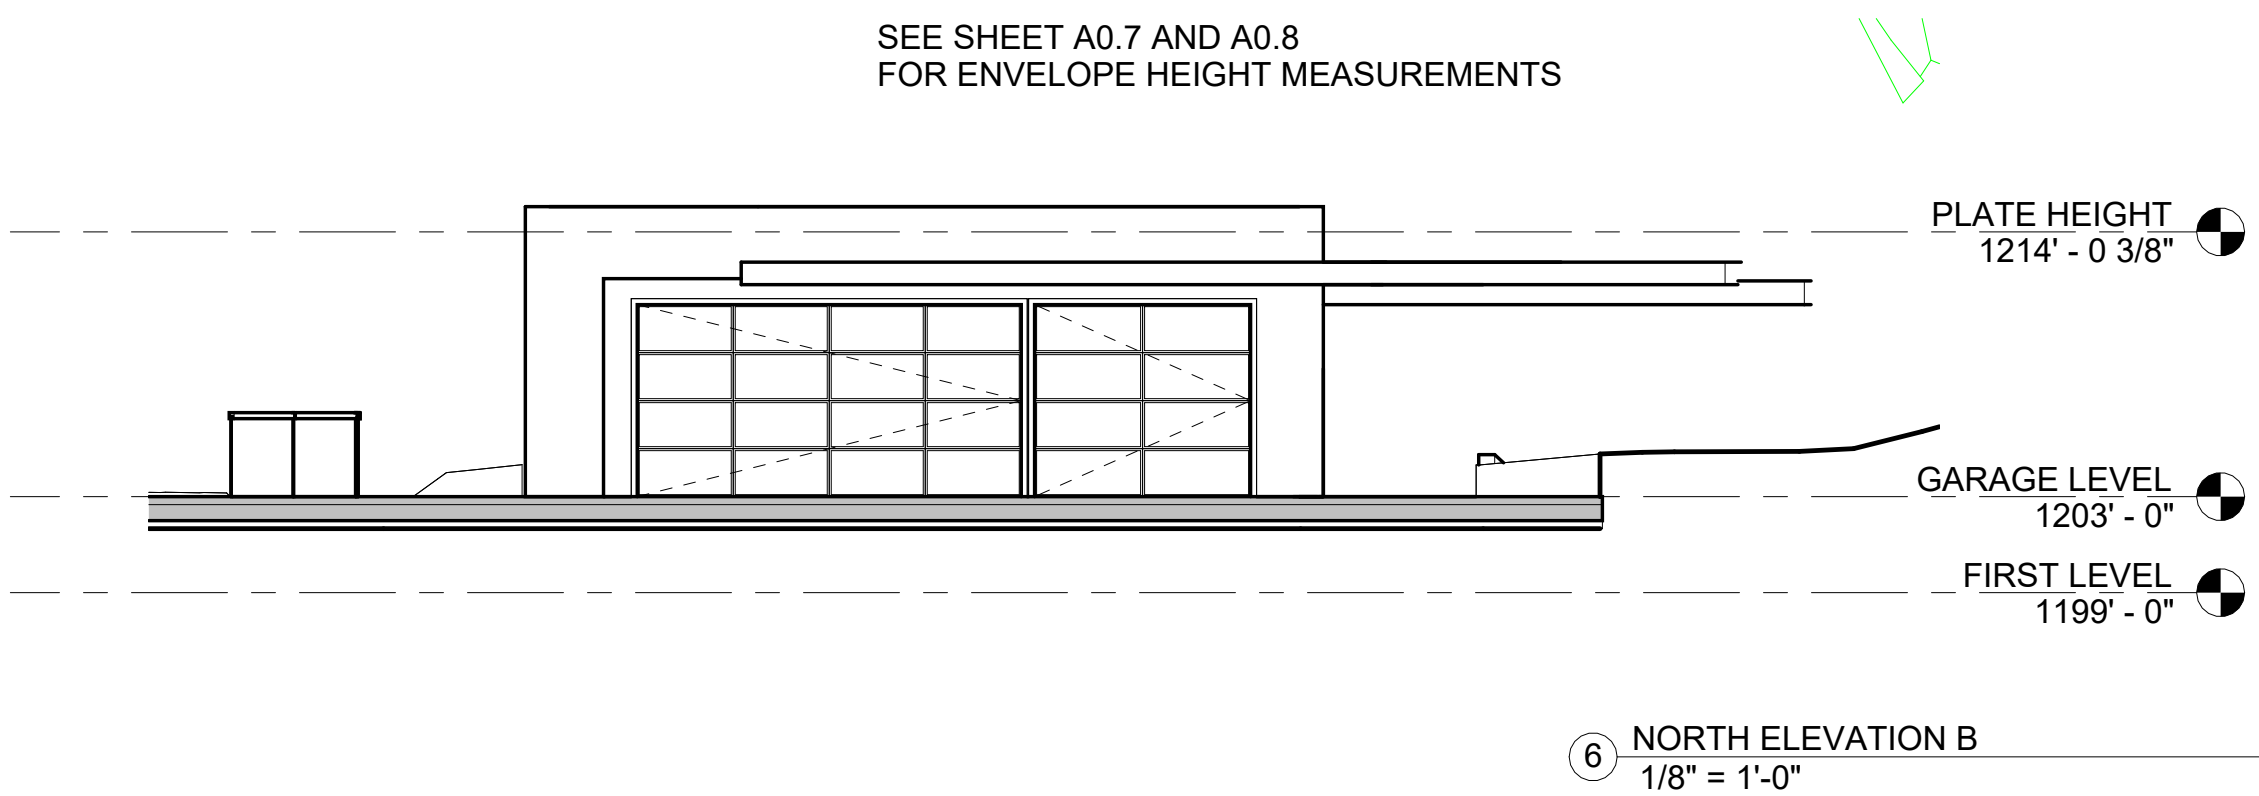 SEE SHEET A0.7 AND A0.8
FOR ENVELOPE HEIGHT MEASUREMENTS
PLATE HEIGHT
1214' - 0 3/8"
GARAGE LEVEL
1203' - 0"
FIRST LEVEL
1199' - 0"
6
NORTH ELEVATION B
1/8" = 1'-0"